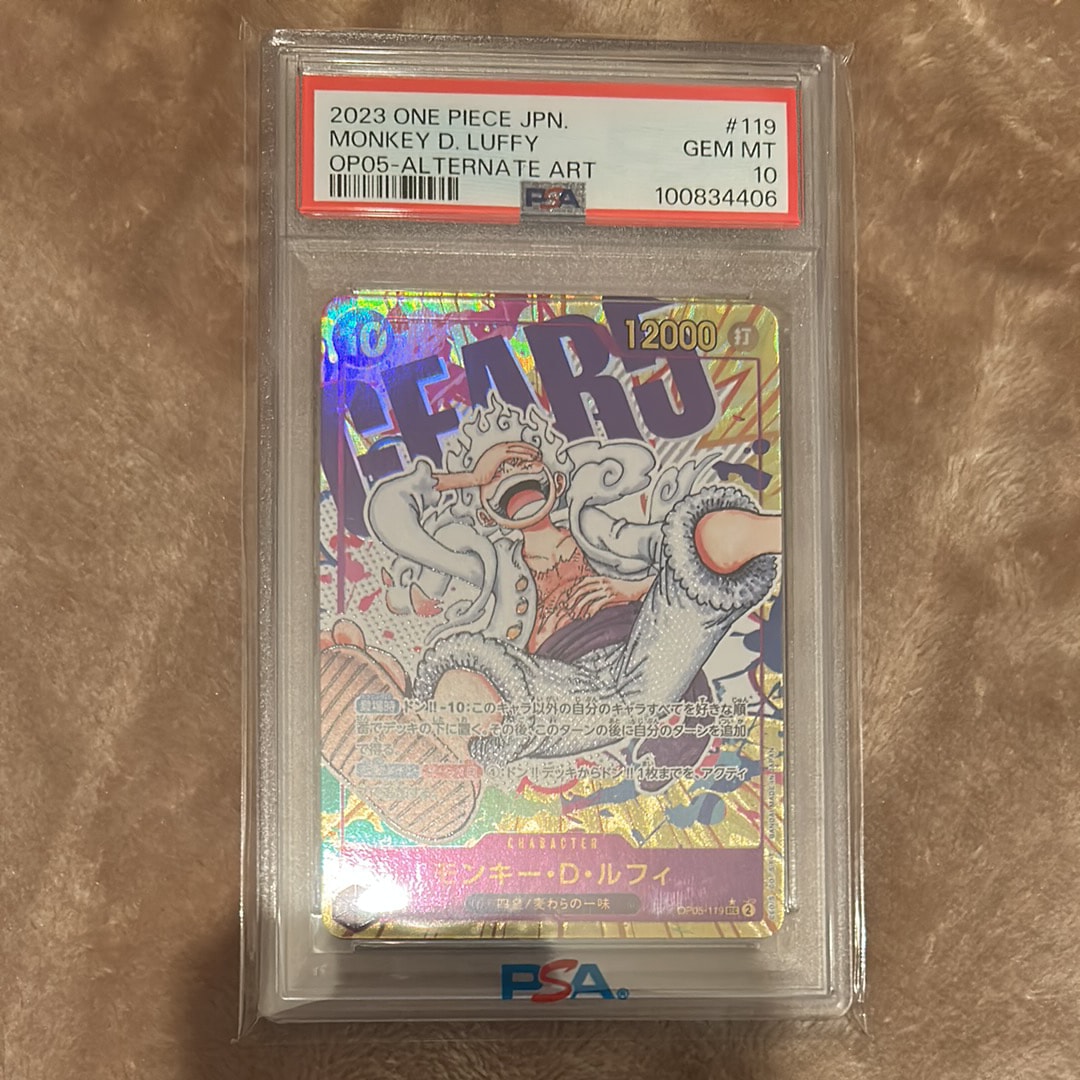 2023 ONE PIECE JPN.
MONKEY D. LUFFY
OP05-ALTERNATE ART
#119
GEM MT
10
100834406
PSA
10
12000
打
GEAR5
登場時 ドン!!-10:このキャラ以外の自分のキャラすべてを好きな順
番でデッキの下に置く。その後、このターンの後に自分のターンを追加
で得る。
①:ドン!!デッキからドン!!1枚までを、アクティ
CHARACTER
モンキー・D・ルフィ
四皇/麦わらの一味
OP05-119 SEC 2
PSA®